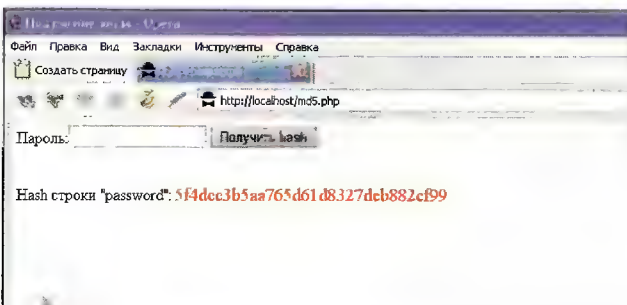 Файл Правка Вид Закладки Инструменты Справка
Создать страницу
http://localhost/md5.php
Пароль: Получить hash
Hash строки "password": 5f4dcc3b5aa765d61d8327deb882cf99